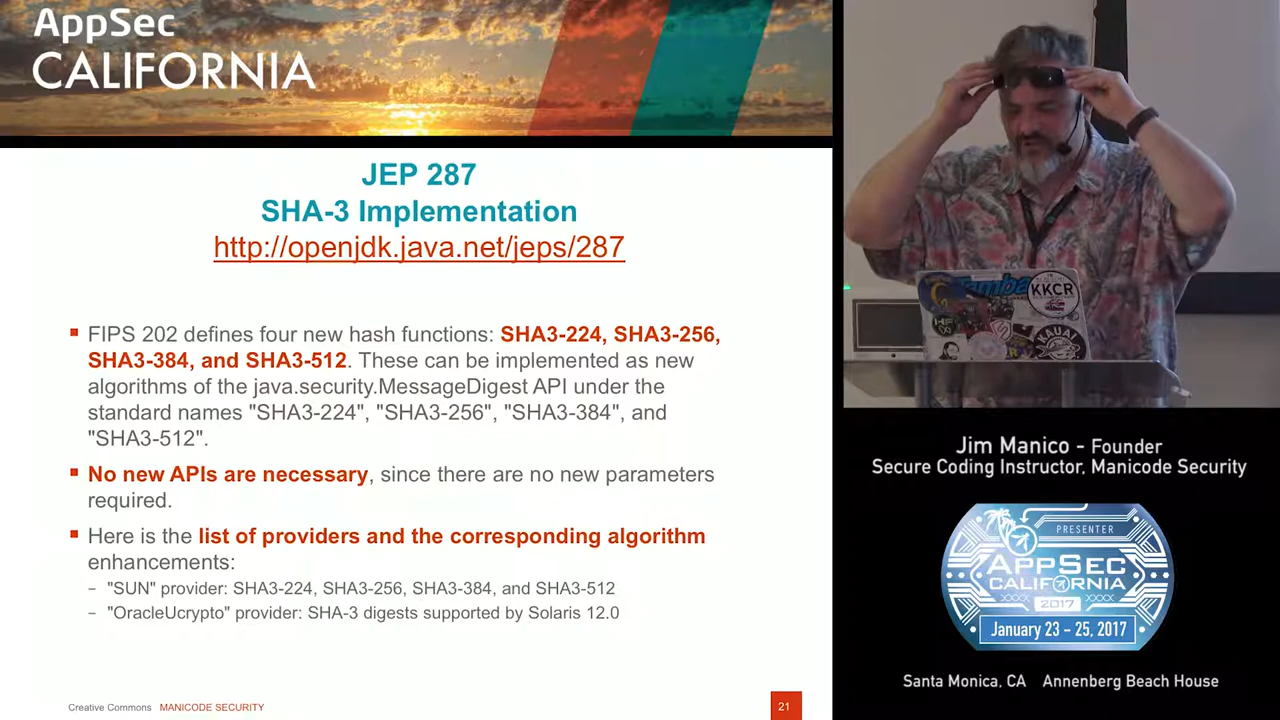 AppSec
CALIFORNIA
JEP 287
SHA-3 Implementation
http://openjdk.java.net/jeps/287
▪ FIPS 202 defines four new hash functions: SHA3-224, SHA3-256,
SHA3-384, and SHA3-512. These can be implemented as new
algorithms of the java.security.MessageDigest API under the
standard names "SHA3-224", "SHA3-256", "SHA3-384", and
"SHA3-512".
▪ No new APIs are necessary, since there are no new parameters
required.
▪ Here is the list of providers and the corresponding algorithm
enhancements:
– "SUN" provider: SHA3-224, SHA3-256, SHA3-384, and SHA3-512
– "OracleUcrypto" provider: SHA-3 digests supported by Solaris 12.0
Creative Commons MANICODE SECURITY
21
KKCR
KAUAI
Jim Manico - Founder
Secure Coding Instructor, Manicode Security
PRESENTER
APPSEC
CALIFORNIA
2017
January 23 - 25, 2017
Santa Monica, CA Annenberg Beach House